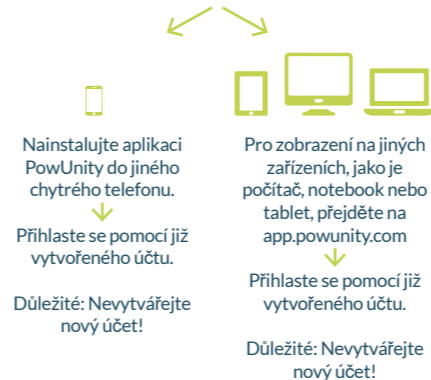 Nainstalujte aplikaci
PowUnity do jiného
chytrého telefonu.
Přihlaste se pomocí již
vytvořeného účtu.
Důležité: Nevytvářejte
nový účet!
Pro zobrazení na jiných
zařízeních, jako je
počítač, notebook nebo
tablet, přejděte na
app.powunity.com
Přihlaste se pomocí již
vytvořeného účtu.
Důležité: Nevytvářejte
nový účet!